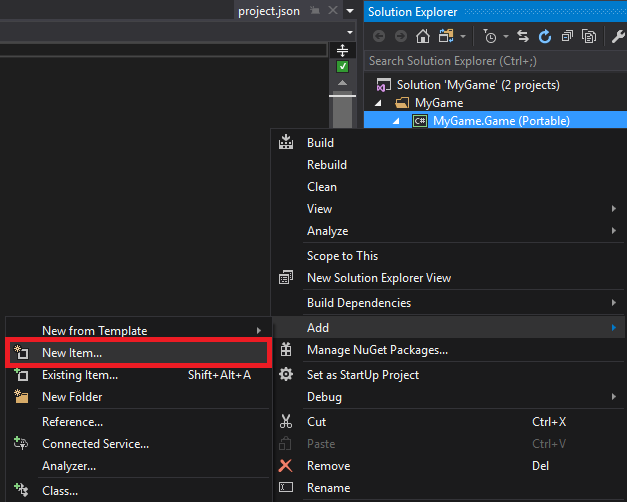 project.json
Solution Explorer
Search Solution Explorer (Ctrl+;)
Solution 'MyGame' (2 projects)
MyGame
C# MyGame.Game (Portable)
Build
Rebuild
Clean
View
Analyze
Scope to This
New Solution Explorer View
Build Dependencies
Add
Manage NuGet Packages...
Set as StartUp Project
Debug
Cut Ctrl+X
Paste Ctrl+V
Remove Del
Rename
New from Template
New Item...
Existing Item... Shift+Alt+A
New Folder
Reference...
Connected Service...
Analyzer...
Class...